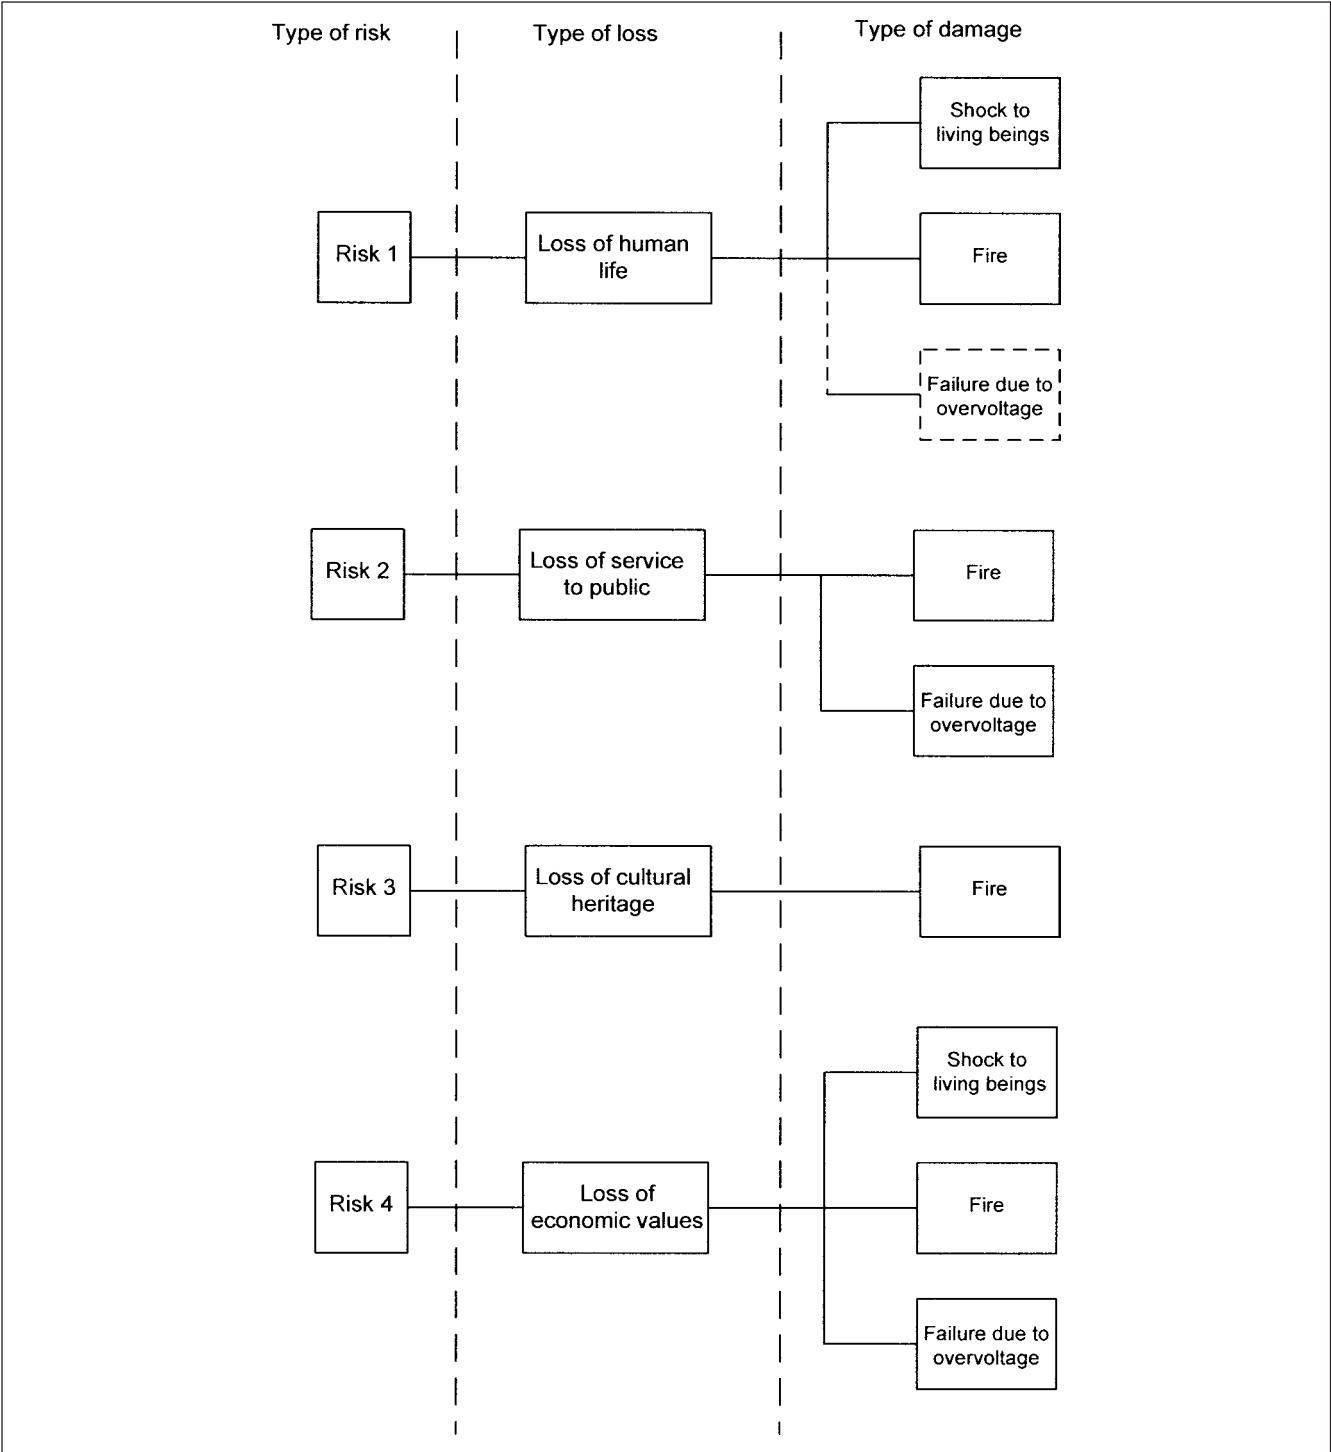 Type of risk
Type of loss
Type of damage
Shock to
living beings
Risk 1
Loss of human
life
Fire
Failure due to
overvoltage
Risk 2
Loss of service
to public
Fire
Failure due to
overvoltage
Risk 3
Loss of cultural
heritage
Fire
Shock to
living beings
Risk 4
Loss of
economic values
Fire
Failure due to
overvoltage